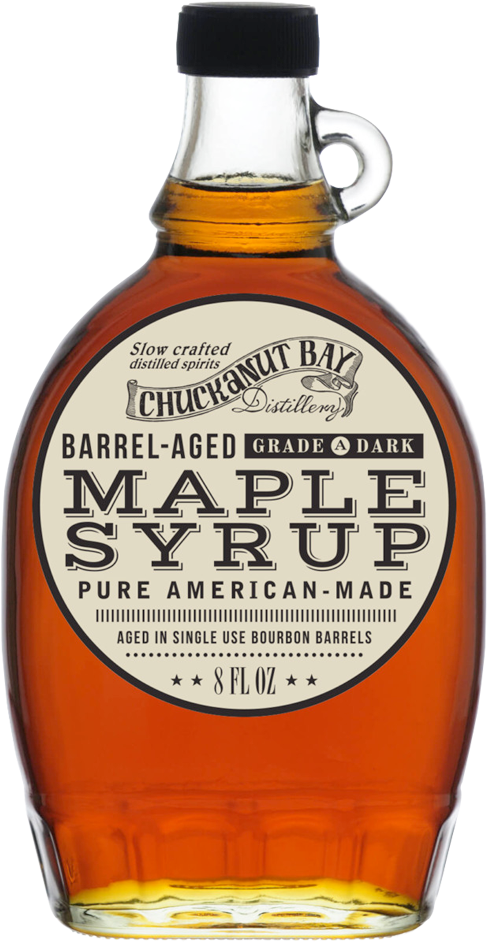 Slow crafted
distilled spirits
CHUCKANUT BAY
Distillery
BARREL-AGED GRADE A DARK
MAPLE
SYRUP
PURE AMERICAN-MADE
AGED IN SINGLE USE BOURBON BARRELS
★ ★ 8 FL OZ ★ ★